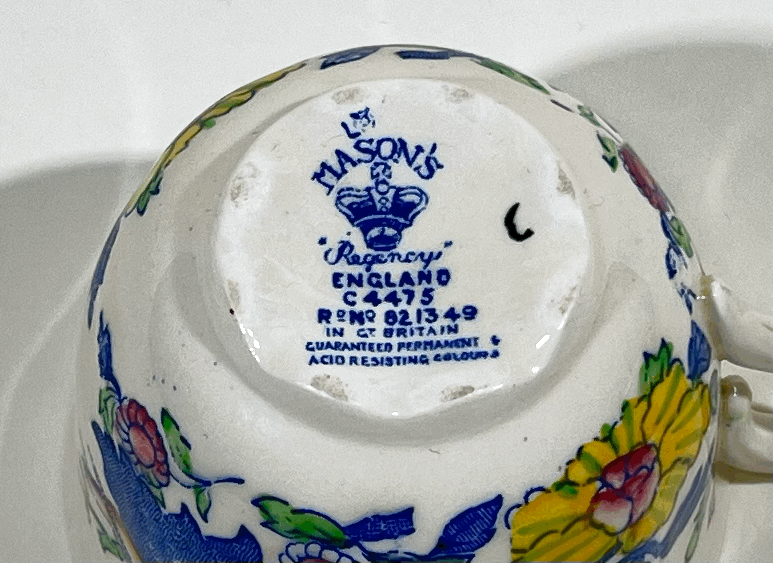 MASON'S
"Regency"
ENGLAND
C4475
RD NO 821349
IN GT BRITAIN
GUARANTEED PERMANENT &
ACID RESISTING COLOURS